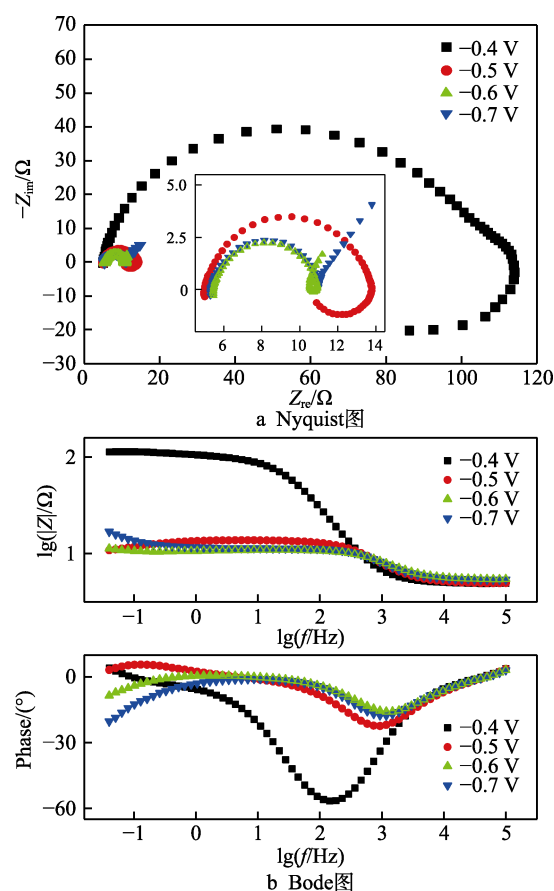 70
60
50
40
30
20
10
0
−10
−20
−30
−Zim/Ω
−0.4 V
−0.5 V
−0.6 V
−0.7 V
5.0
2.5
0
6 8 10 12 14
0 20 40 60 80 100 120
Zre/Ω
a Nyquist图
2
1
lg(|Z|/Ω)
−0.4 V
−0.5 V
−0.6 V
−0.7 V
−1 0 1 2 3 4 5
lg(f/Hz)
0
−30
−60
Phase/(°)
−0.4 V
−0.5 V
−0.6 V
−0.7 V
−1 0 1 2 3 4 5
lg(f/Hz)
b Bode图